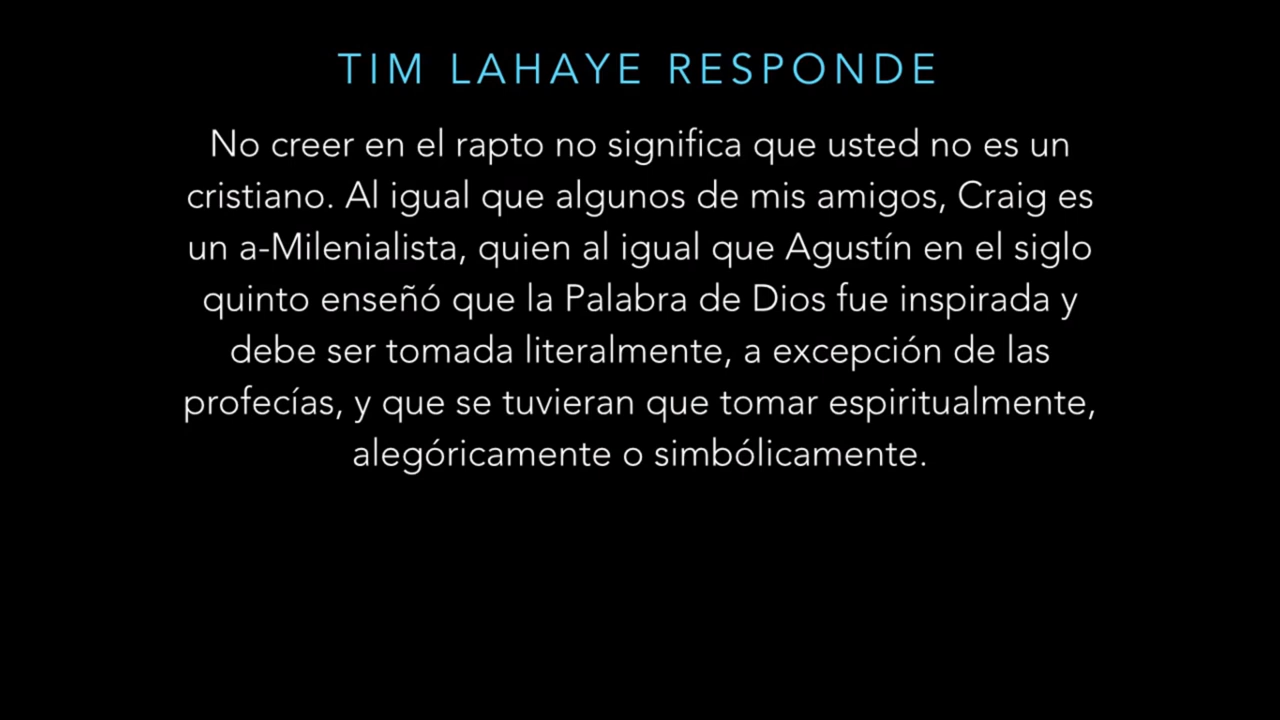 TIM LAHAYE RESPONDE
No creer en el rapto no significa que usted no es un
cristiano. Al igual que algunos de mis amigos, Craig es
un a-Milenialista, quien al igual que Agustín en el siglo
quinto enseñó que la Palabra de Dios fue inspirada y
debe ser tomada literalmente, a excepción de las
profecías, y que se tuvieran que tomar espiritualmente,
alegóricamente o simbólicamente.